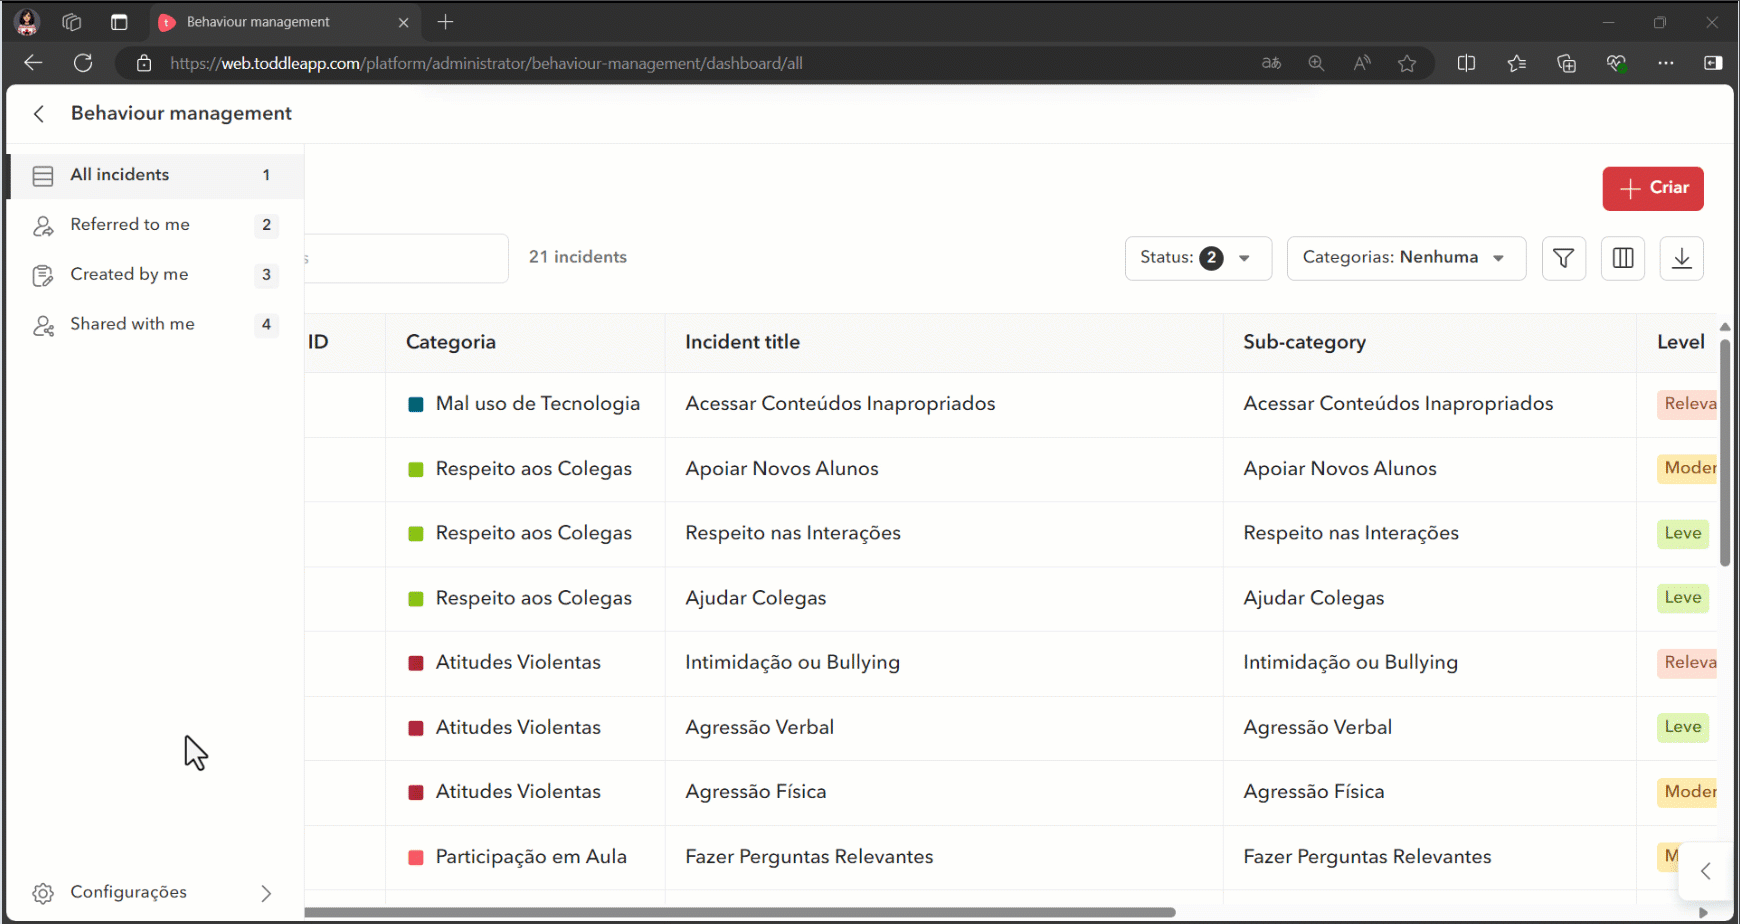 Behaviour management
https://web.toddleapp.com/platform/administrator/behaviour-management/dashboard/all
Behaviour management
All incidents 1
Referred to me 2
Created by me 3
Shared with me 4
Configurações
Criar
21 incidents
Status: 2
Categorias: Nenhuma
ID Categoria Incident title Sub-category Level
Mal uso de Tecnologia Acessar Conteúdos Inapropriados Acessar Conteúdos Inapropriados Releva
Respeito aos Colegas Apoiar Novos Alunos Apoiar Novos Alunos Moder
Respeito aos Colegas Respeito nas Interações Respeito nas Interações Leve
Respeito aos Colegas Ajudar Colegas Ajudar Colegas Leve
Atitudes Violentas Intimidação ou Bullying Intimidação ou Bullying Releva
Atitudes Violentas Agressão Verbal Agressão Verbal Leve
Atitudes Violentas Agressão Física Agressão Física Moder
Participação em Aula Fazer Perguntas Relevantes Fazer Perguntas Relevantes M